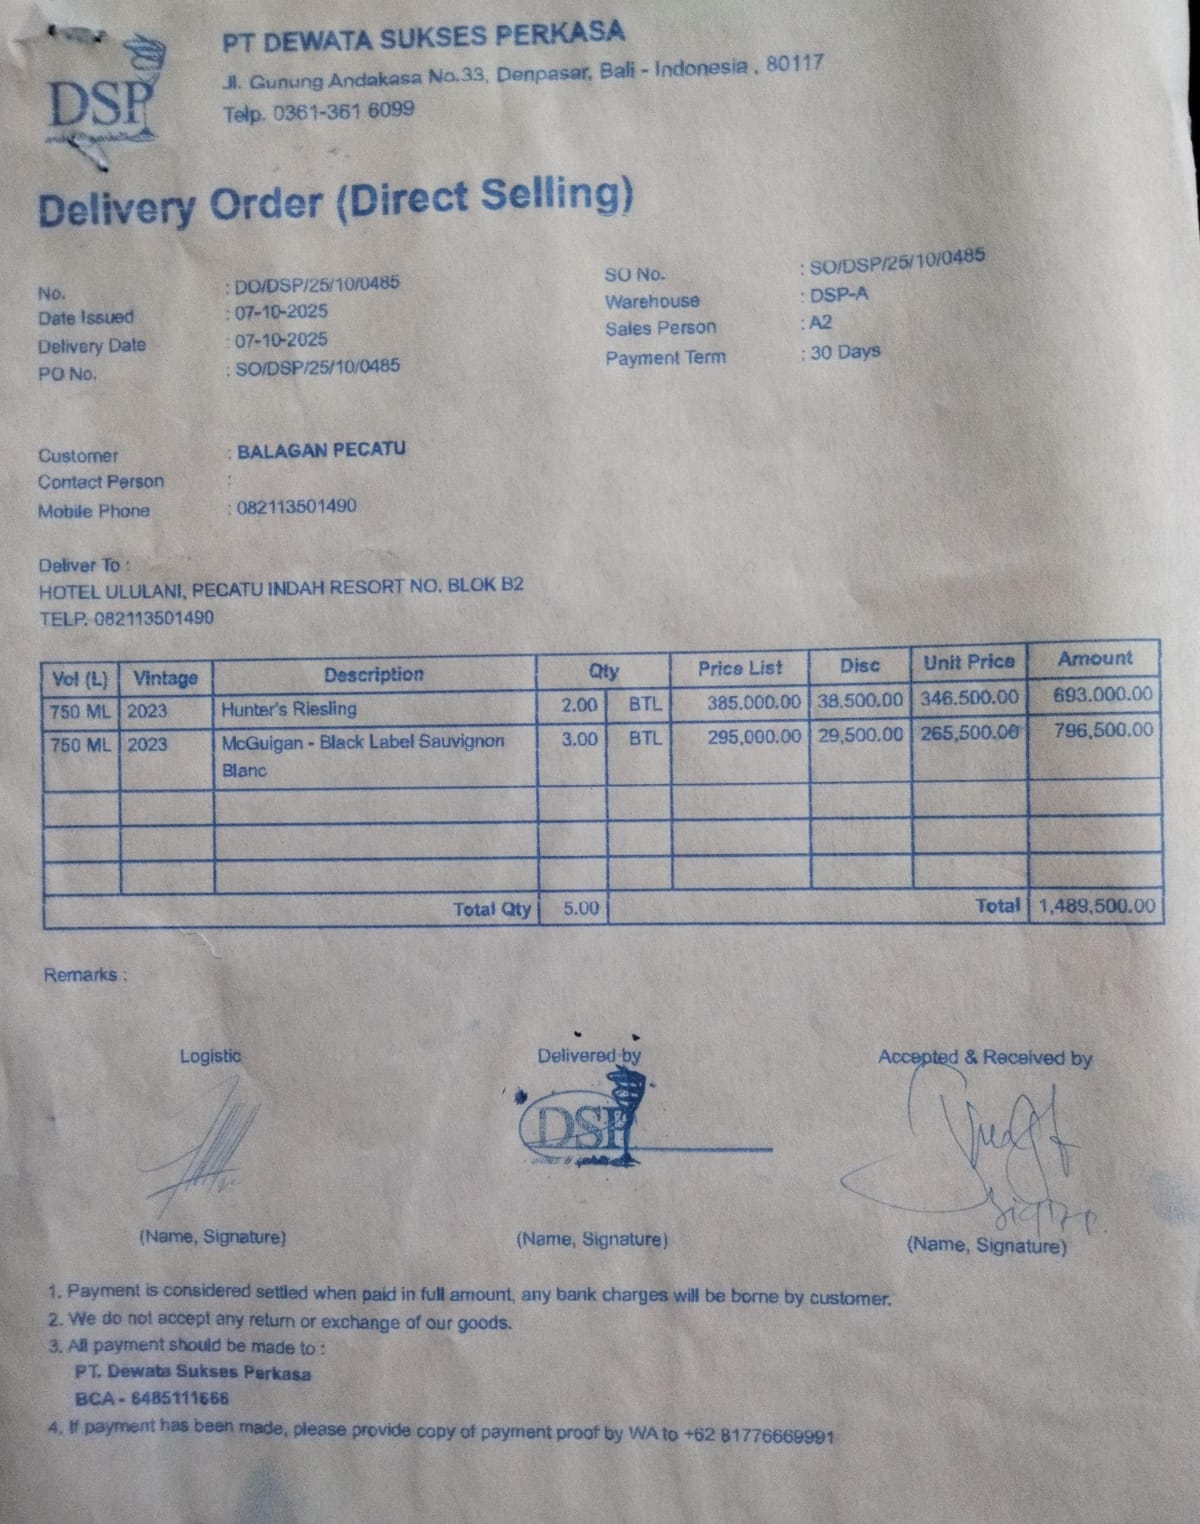 DSP
PT DEWATA SUKSES PERKASA
Jl. Gunung Andakasa No.33, Denpasar, Bali - Indonesia , 80117
Telp. 0361-361 6099
Delivery Order (Direct Selling)
No. : DO/DSP/25/10/0485 SO No. : SO/DSP/25/10/0485
Date Issued : 07-10-2025 Warehouse : DSP-A
Delivery Date : 07-10-2025 Sales Person : A2
PO No. : SO/DSP/25/10/0485 Payment Term : 30 Days
Customer : BALAGAN PECATU
Contact Person :
Mobile Phone : 082113501490
Deliver To :
HOTEL ULULANI, PECATU INDAH RESORT NO. BLOK B2
TELP. 082113501490
Vol (L) Vintage Description Qty Price List Disc Unit Price Amount
750 ML 2023 Hunter's Riesling 2.00 BTL 385.000.00 38,500.00 346.500.00 693.000.00
750 ML 2023 McGuigan - Black Label Sauvignon 3.00 BTL 295,000.00 29,500.00 265,500.00 796,500.00
Blanc
Total Qty 5.00 Total 1,489,500.00
Remarks :
Logistic Delivered by Accepted & Received by
DSP
(Name, Signature) (Name, Signature) (Name, Signature)
1. Payment is considered settled when paid in full amount, any bank charges will be borne by customer.
2. We do not accept any return or exchange of our goods.
3. All payment should be made to :
PT. Dewata Sukses Perkasa
BCA - 6485111666
4. If payment has been made, please provide copy of payment proof by WA to +62 81776669991